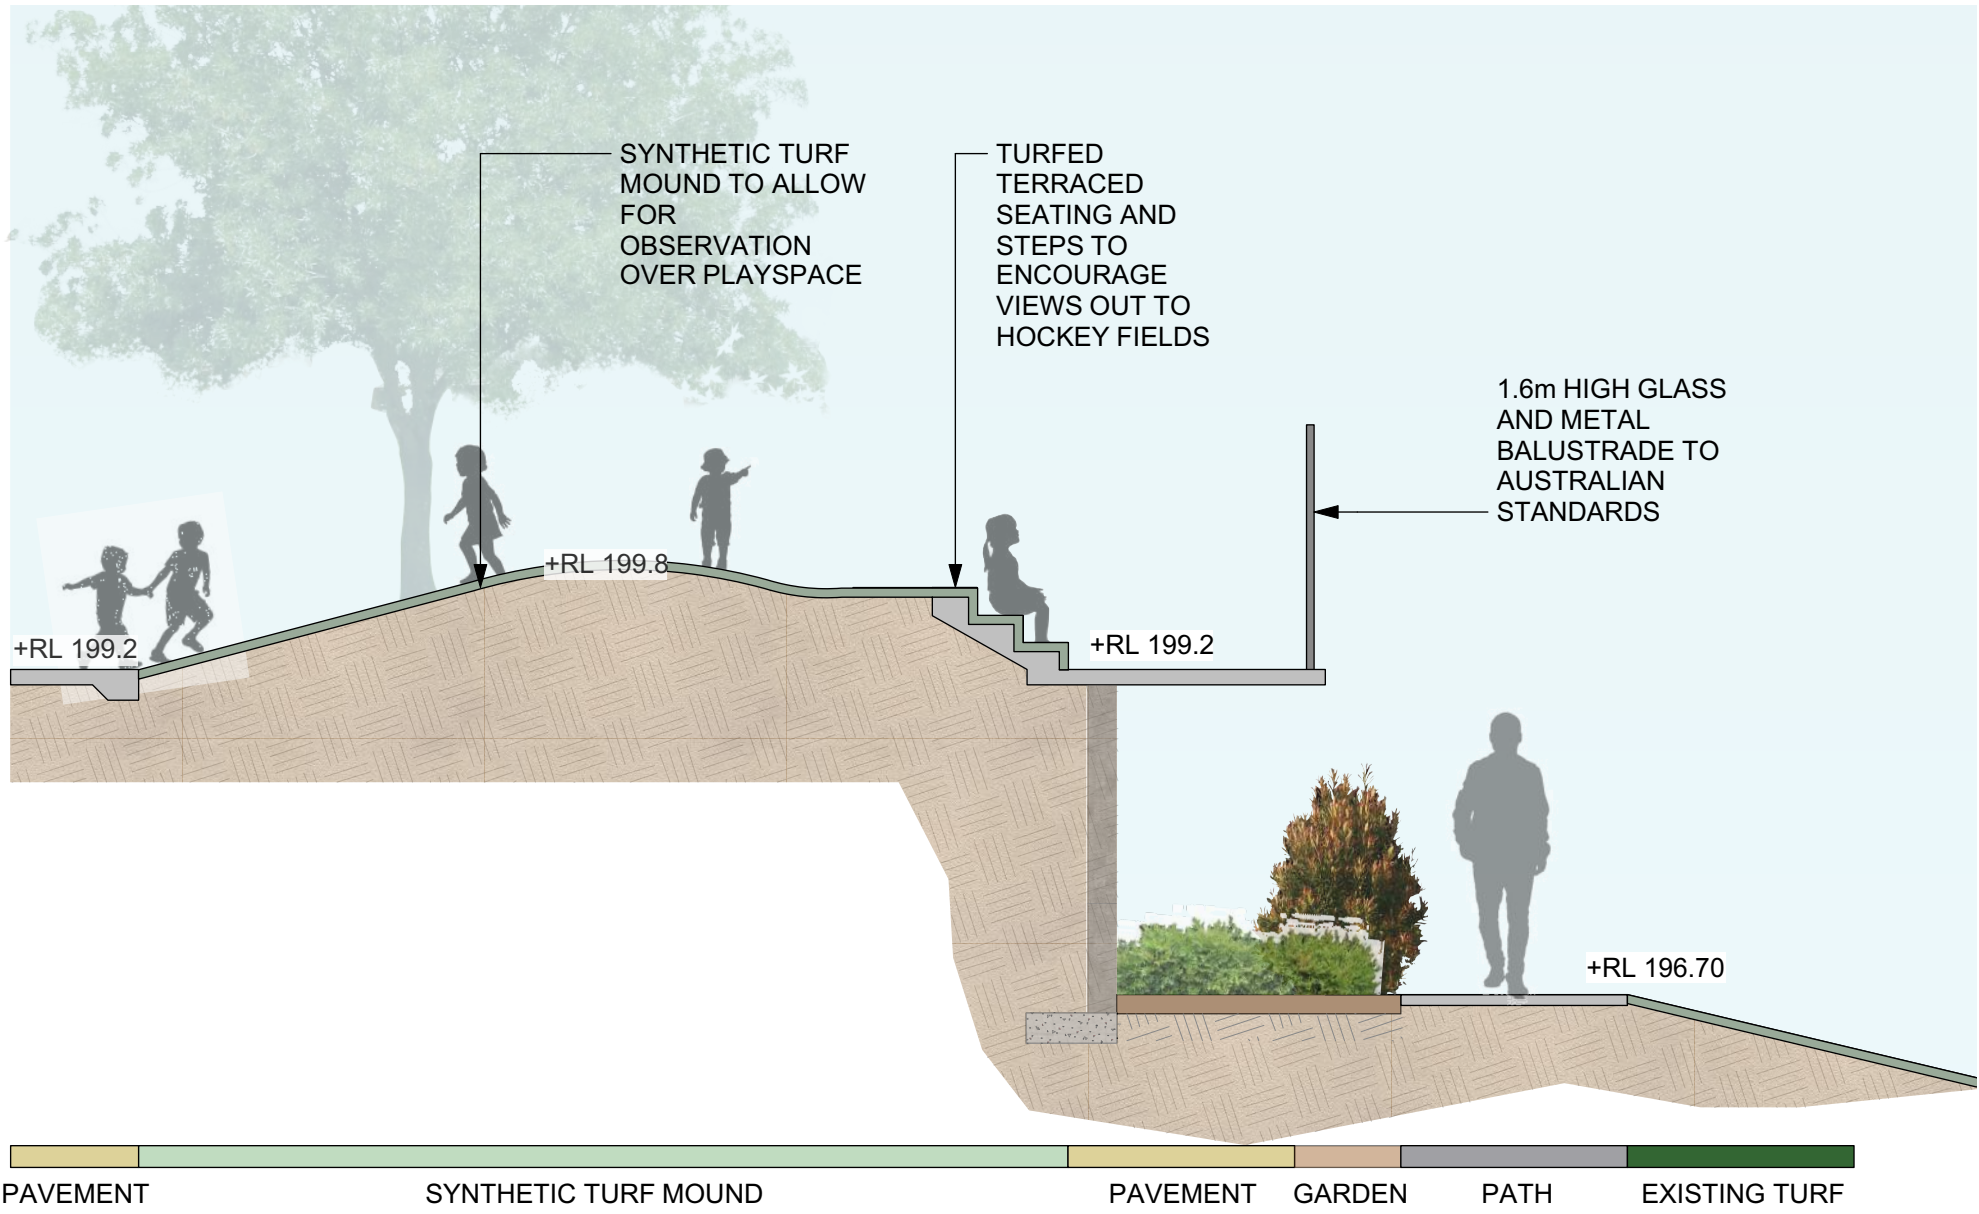 SYNTHETIC TURF
MOUND TO ALLOW
FOR
OBSERVATION
OVER PLAYSPACE
TURFED
TERRACED
SEATING AND
STEPS TO
ENCOURAGE
VIEWS OUT TO
HOCKEY FIELDS
1.6m HIGH GLASS
AND METAL
BALUSTRADE TO
AUSTRALIAN
STANDARDS
+RL 199.8
+RL 199.2
+RL 199.2
+RL 196.70
PAVEMENT
SYNTHETIC TURF MOUND
PAVEMENT
GARDEN
PATH
EXISTING TURF